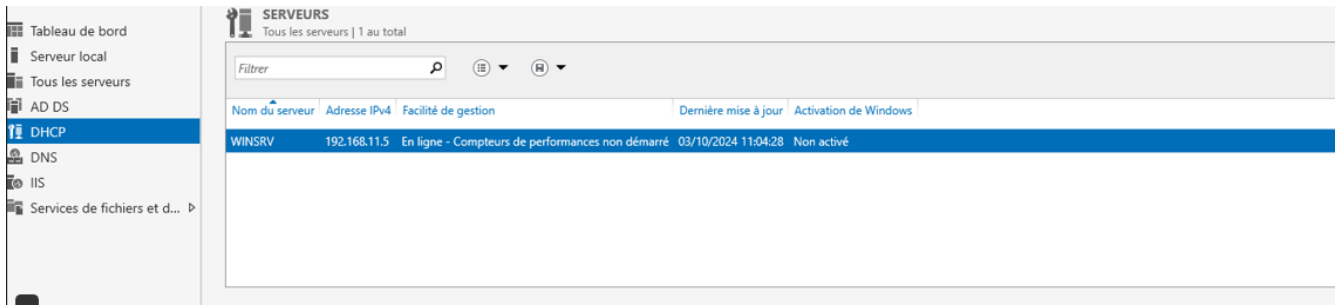 Tableau de bord
Serveur local
Tous les serveurs
AD DS
DHCP
DNS
IIS
Services de fichiers et d...
SERVEURS
Tous les serveurs | 1 au total
Filtrer
Nom du serveur Adresse IPv4 Facilité de gestion Dernière mise à jour Activation de Windows
WINSRV 192.168.11.5 En ligne - Compteurs de performances non démarré 03/10/2024 11:04:28 Non activé